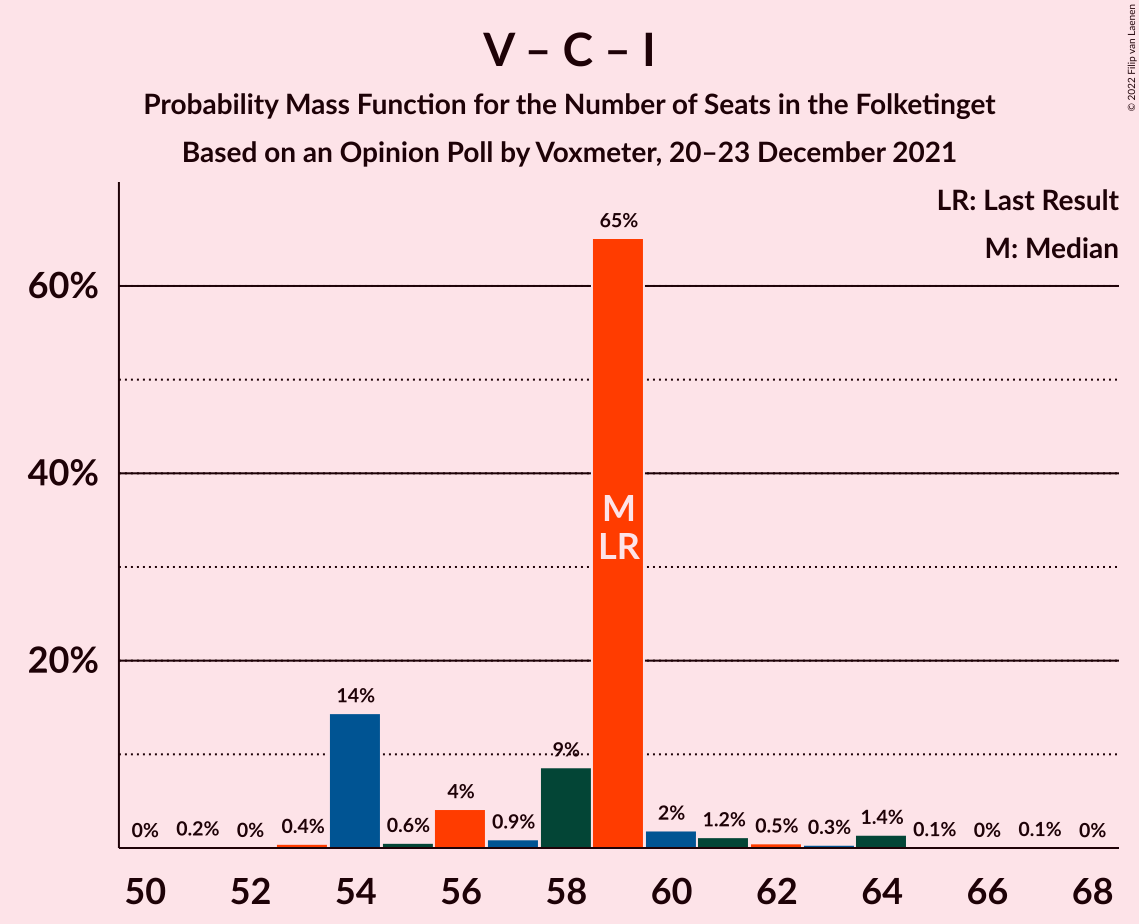 V – C – I
Probability Mass Function for the Number of Seats in the Folketinget
Based on an Opinion Poll by Voxmeter, 20–23 December 2021
© 2022 Filip van Laenen
LR: Last Result
M: Median
60%
40%
20%
0%
0.2%
0%
0.4%
14%
0.6%
4%
0.9%
9%
65%
M
LR
2%
1.2%
0.5%
0.3%
1.4%
0.1%
0%
0.1%
0%
50 52 54 56 58 60 62 64 66 68